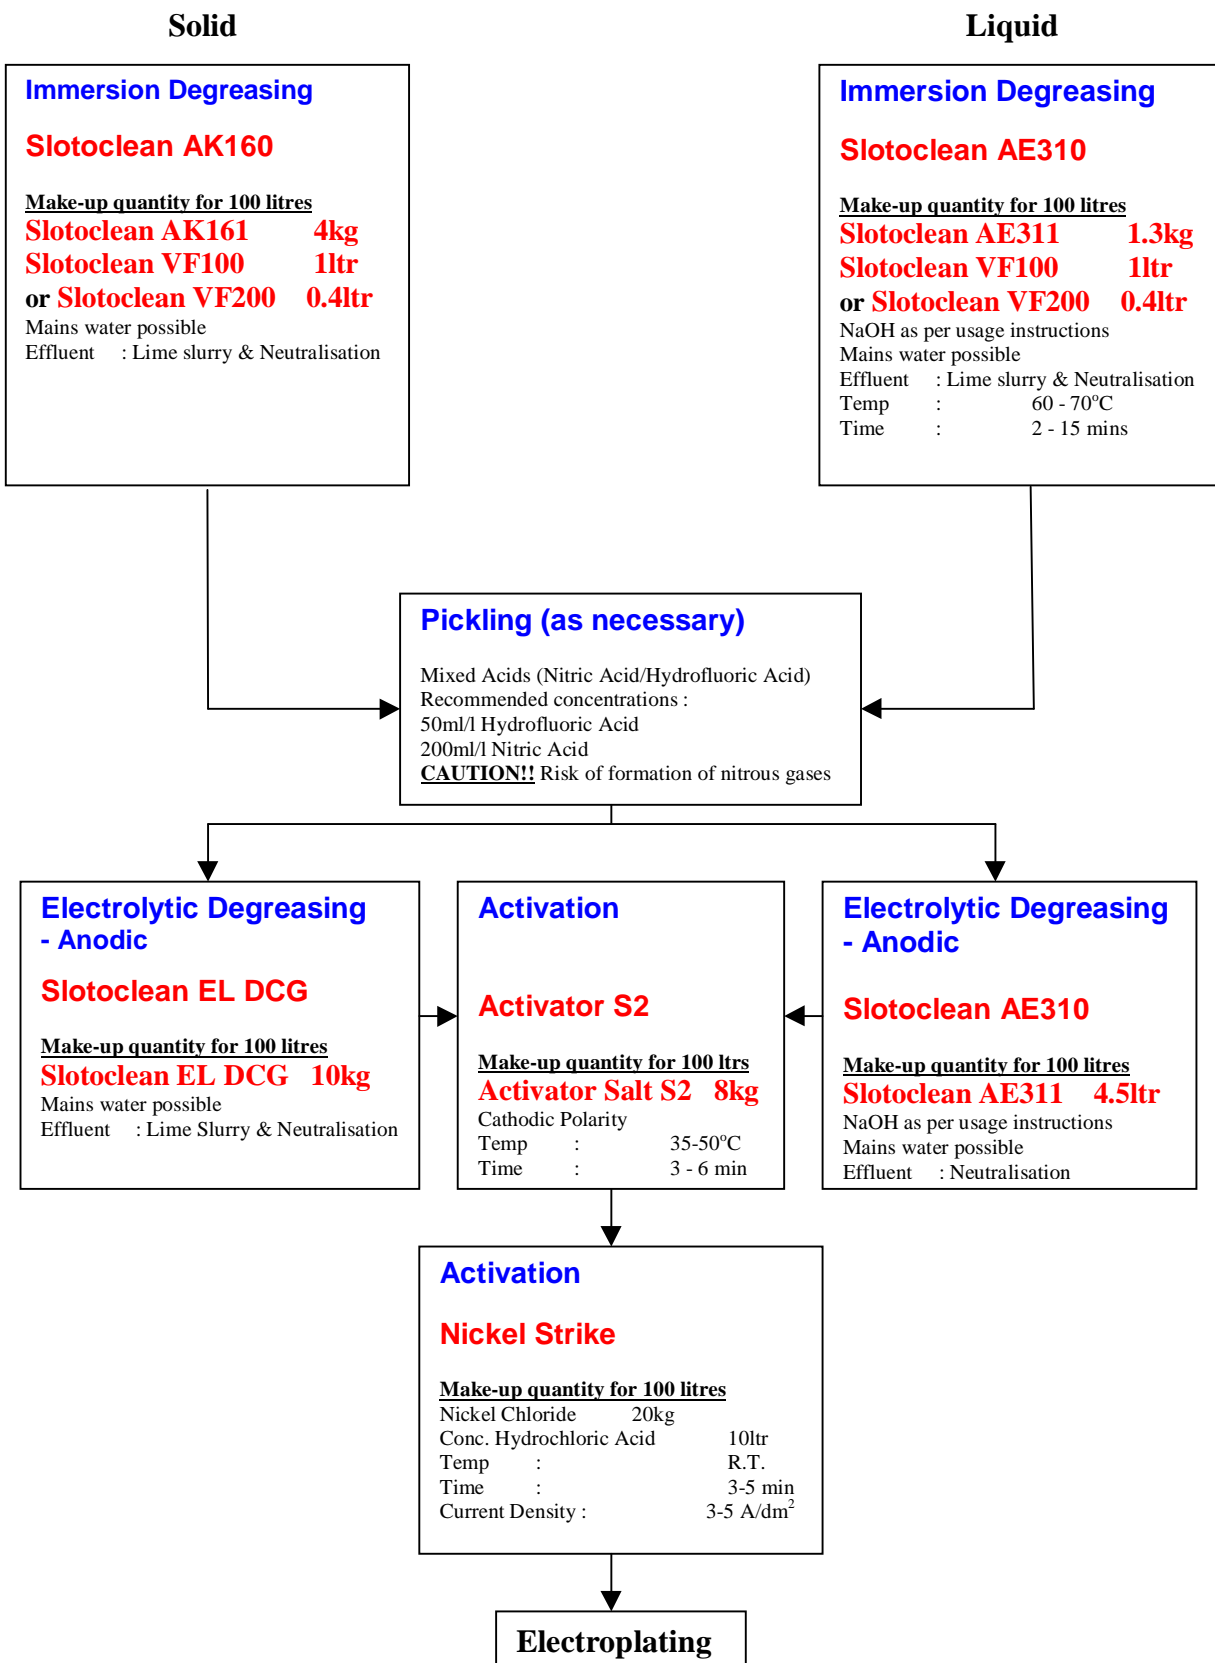 Solid
Liquid
Immersion Degreasing
Slotoclean AK160
Make-up quantity for 100 litres
Slotoclean AK161 4kg
Slotoclean VF100 1ltr
or Slotoclean VF200 0.4ltr
Mains water possible
Effluent : Lime slurry & Neutralisation
Immersion Degreasing
Slotoclean AE310
Make-up quantity for 100 litres
Slotoclean AE311 1.3kg
Slotoclean VF100 1ltr
or Slotoclean VF200 0.4ltr
NaOH as per usage instructions
Mains water possible
Effluent : Lime slurry & Neutralisation
Temp : 60 - 70°C
Time : 2 - 15 mins
Pickling (as necessary)
Mixed Acids (Nitric Acid/Hydrofluoric Acid)
Recommended concentrations :
50ml/l Hydrofluoric Acid
200ml/l Nitric Acid
CAUTION!! Risk of formation of nitrous gases
Electrolytic Degreasing
- Anodic
Slotoclean EL DCG
Make-up quantity for 100 litres
Slotoclean EL DCG 10kg
Mains water possible
Effluent : Lime Slurry & Neutralisation
Activation
Activator S2
Make-up quantity for 100 ltrs
Activator Salt S2 8kg
Cathodic Polarity
Temp : 35-50°C
Time : 3 - 6 min
Electrolytic Degreasing
- Anodic
Slotoclean AE310
Make-up quantity for 100 litres
Slotoclean AE311 4.5ltr
NaOH as per usage instructions
Mains water possible
Effluent : Neutralisation
Activation
Nickel Strike
Make-up quantity for 100 litres
Nickel Chloride 20kg
Conc. Hydrochloric Acid 10ltr
Temp : R.T.
Time : 3-5 min
Current Density : 3-5 A/dm²
Electroplating